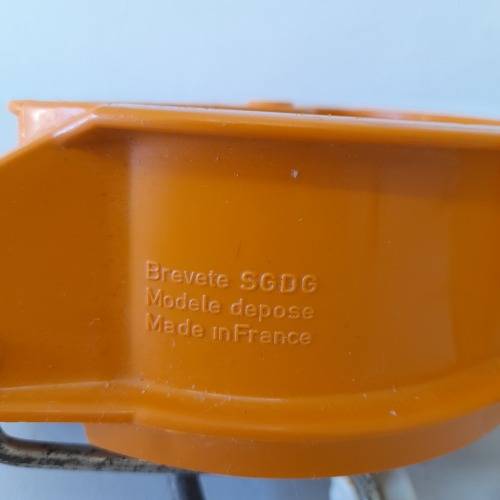 Brevete SGDG
Modele depose
Made in France